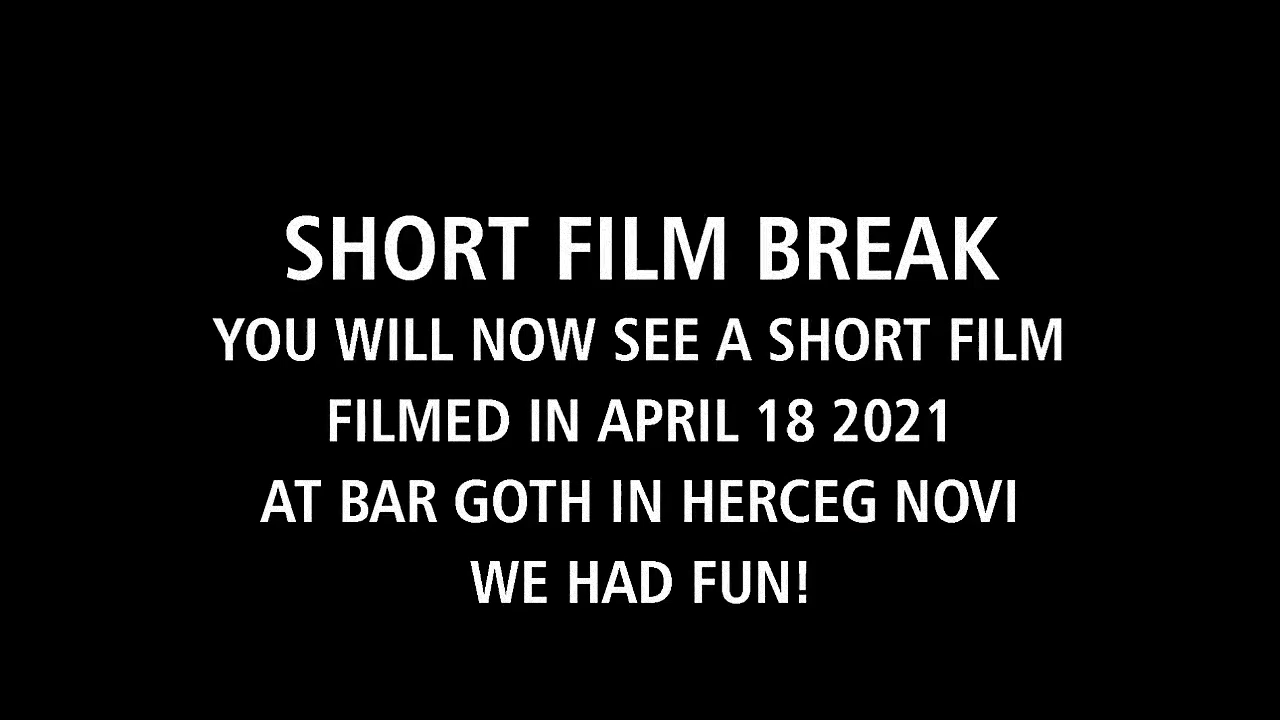 SHORT FILM BREAK
YOU WILL NOW SEE A SHORT FILM
FILMED IN APRIL 18 2021
AT BAR GOTH IN HERCEG NOVI
WE HAD FUN!